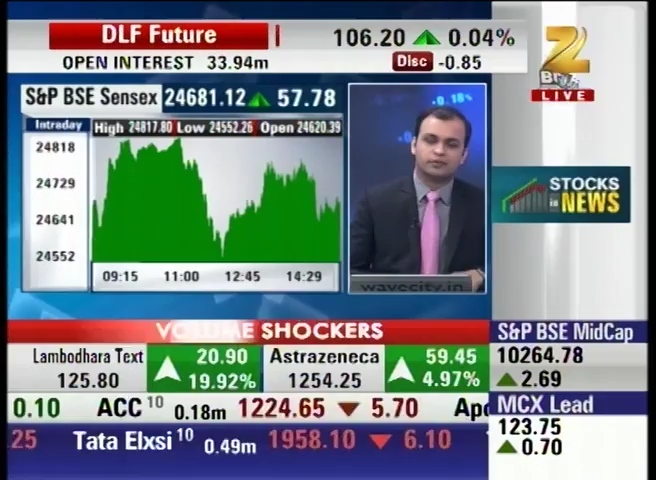 DLF Future 106.20 0.04%
OPEN INTEREST 33.94m Disc -0.85
LIVE
S&P BSE Sensex 24681.12 57.78
Intraday High 24817.80 Low 24552.26 Open 24620.39
24818
24729
24641
24552
09:15 11:00 12:45 14:29
-0.18%
wavecity.in
STOCKS
in
NEWS
VOLUME SHOCKERS
Lambodhara Text 20.90 Astrazeneca 59.45
125.80 19.92% 1254.25 4.97%
S&P BSE MidCap
10264.78
2.69
0.10 ACC 10 0.18m 1224.65 5.70
MCX Lead
123.75
0.70
.25 Tata Elxsi 10 0.49m 1958.10 6.10